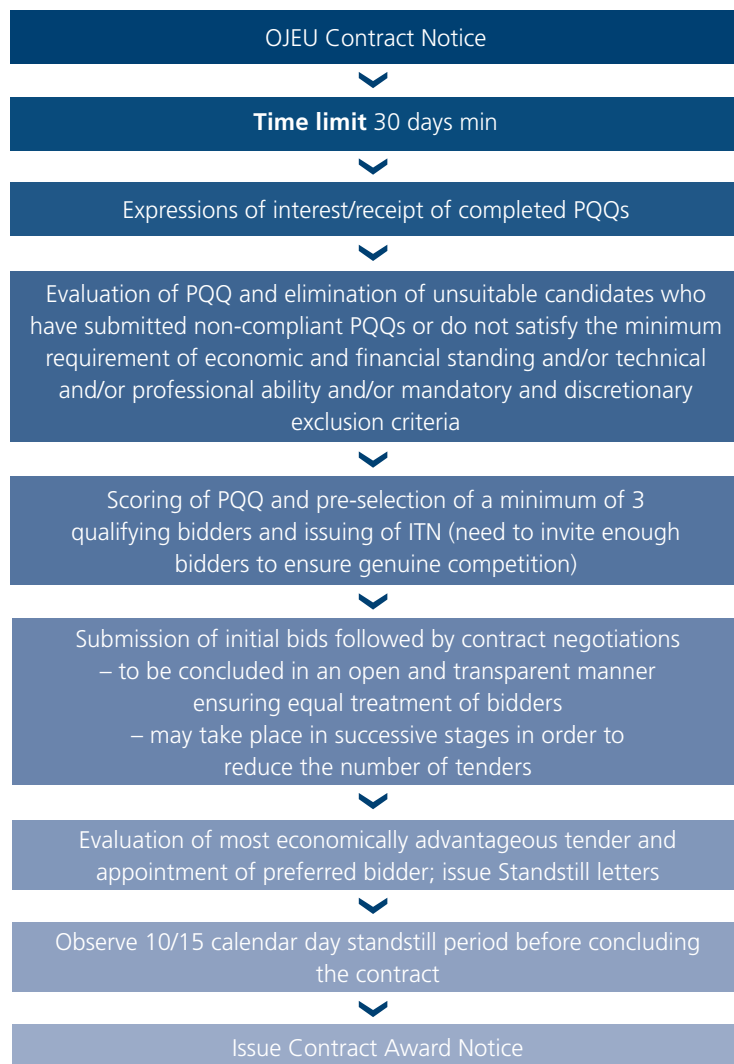 OJEU Contract Notice
Time limit 30 days min
Expressions of interest/receipt of completed PQQs
Evaluation of PQQ and elimination of unsuitable candidates who
have submitted non-compliant PQQs or do not satisfy the minimum
requirement of economic and financial standing and/or technical
and/or professional ability and/or mandatory and discretionary
exclusion criteria
Scoring of PQQ and pre-selection of a minimum of 3
qualifying bidders and issuing of ITN (need to invite enough
bidders to ensure genuine competition)
Submission of initial bids followed by contract negotiations
– to be concluded in an open and transparent manner
ensuring equal treatment of bidders
– may take place in successive stages in order to
reduce the number of tenders
Evaluation of most economically advantageous tender and
appointment of preferred bidder; issue Standstill letters
Observe 10/15 calendar day standstill period before concluding
the contract
Issue Contract Award Notice